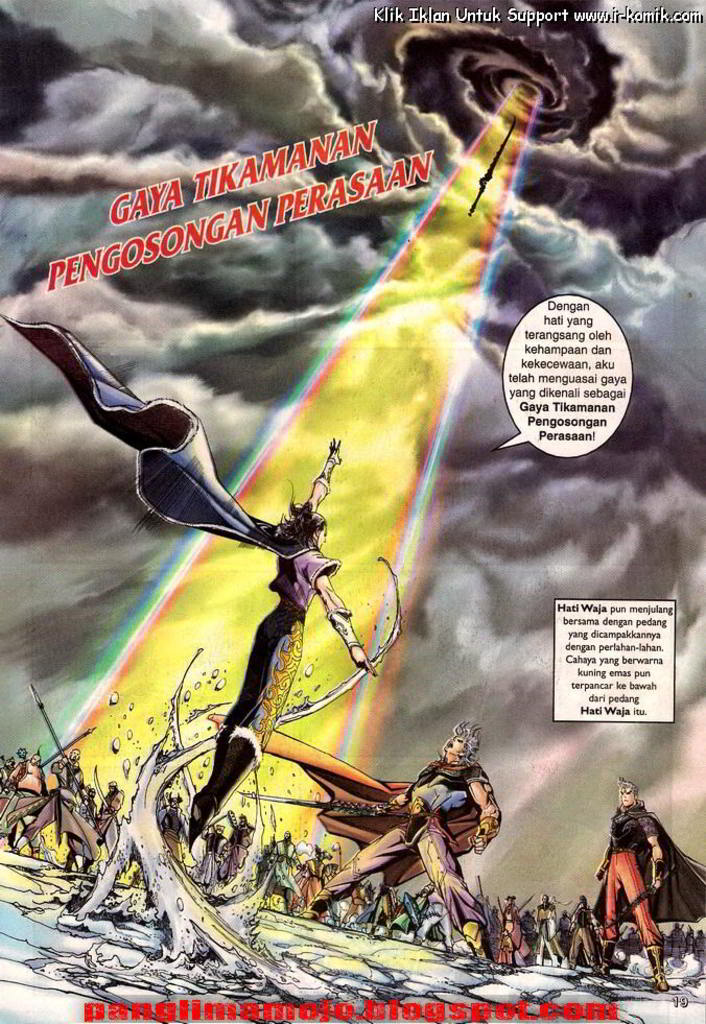 Klik Iklan Untuk Support www.ir-komik.com
GAYA TIKAMANAN
PENGOSONGAN PERASAAN
Dengan
hati yang
terangsang oleh
kehampaan dan
kekecewaan, aku
telah menguasai gaya
yang dikenali sebagai
Gaya Tikamanan
Pengosongan
Perasaan!
Hati Waja pun menjulang
bersama dengan pedang
yang dicampakkannya
dengan perlahan-lahan.
Cahaya yang berwarna
kuning emas pun
terpancar ke bawah
dari pedang
Hati Waja itu.
19
panglimamojo.blogspot.com